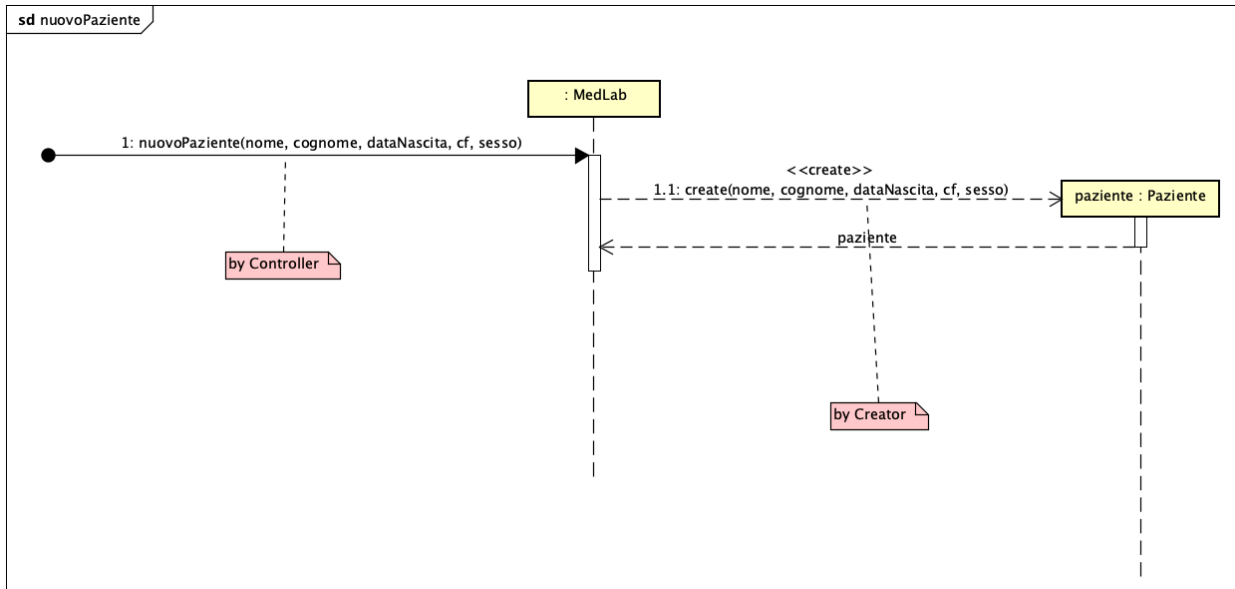 sd nuovoPaziente
: MedLab
1: nuovoPaziente(nome, cognome, dataNascita, cf, sesso)
<<create>>
1.1: create(nome, cognome, dataNascita, cf, sesso)
paziente : Paziente
paziente
by Controller
by Creator